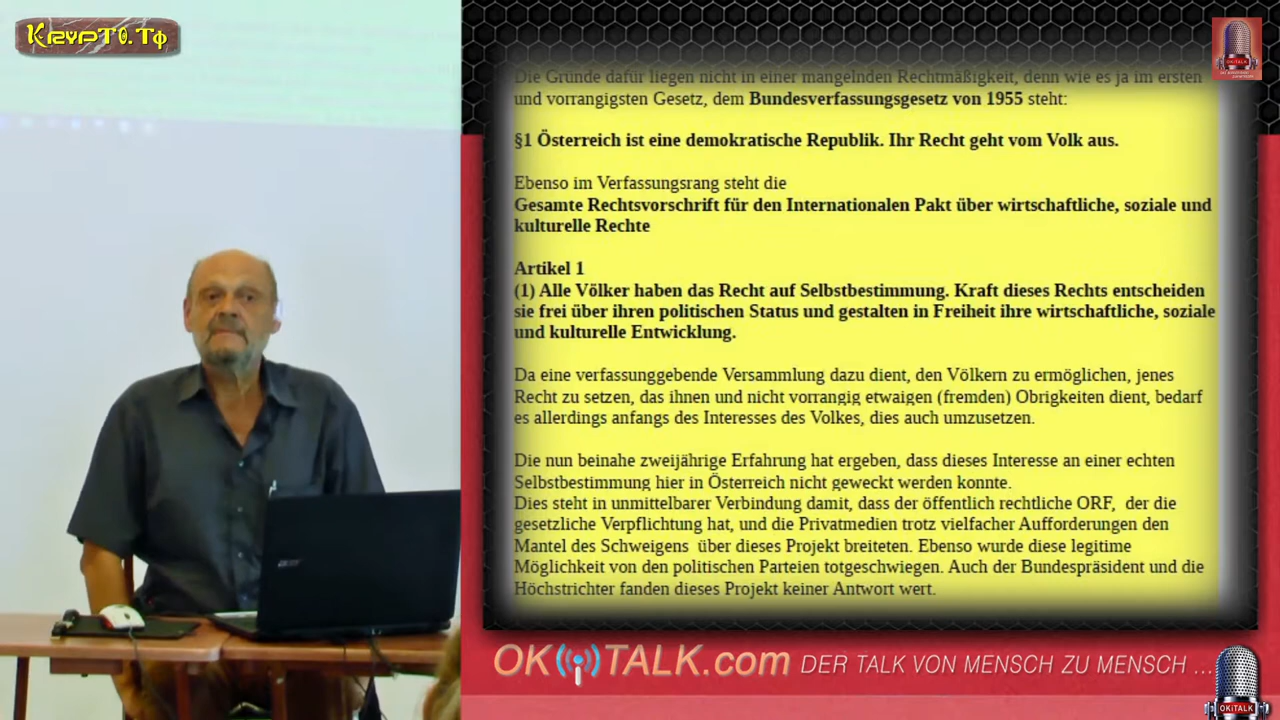 KryptO.TΦ
Die Gründe dafür liegen nicht in einer mangelnden Rechtmäßigkeit, denn wie es ja im ersten
und vorrangigsten Gesetz, dem Bundesverfassungsgesetz von 1955 steht:
§1 Österreich ist eine demokratische Republik. Ihr Recht geht vom Volk aus.
Ebenso im Verfassungsrang steht die
Gesamte Rechtsvorschrift für den Internationalen Pakt über wirtschaftliche, soziale und
kulturelle Rechte
Artikel 1
(1) Alle Völker haben das Recht auf Selbstbestimmung. Kraft dieses Rechts entscheiden
sie frei über ihren politischen Status und gestalten in Freiheit ihre wirtschaftliche, soziale
und kulturelle Entwicklung.
Da eine verfassunggebende Versammlung dazu dient, den Völkern zu ermöglichen, jenes
Recht zu setzen, das ihnen und nicht vorrangig etwaigen (fremden) Obrigkeiten dient, bedarf
es allerdings anfangs des Interesses des Volkes, dies auch umzusetzen.
Die nun beinahe zweijährige Erfahrung hat ergeben, dass dieses Interesse an einer echten
Selbstbestimmung hier in Österreich nicht geweckt werden konnte.
Dies steht in unmittelbarer Verbindung damit, dass der öffentlich rechtliche ORF, der die
gesetzliche Verpflichtung hat, und die Privatmedien trotz vielfacher Aufforderungen den
Mantel des Schweigens über dieses Projekt breiteten. Ebenso wurde diese legitime
Möglichkeit von den politischen Parteien totgeschwiegen. Auch der Bundespräsident und die
Höchstrichter fanden dieses Projekt keiner Antwort wert.
OKiTALK.com DER TALK VON MENSCH ZU MENSCH ...
OKiTALK
OKiTALK
acer